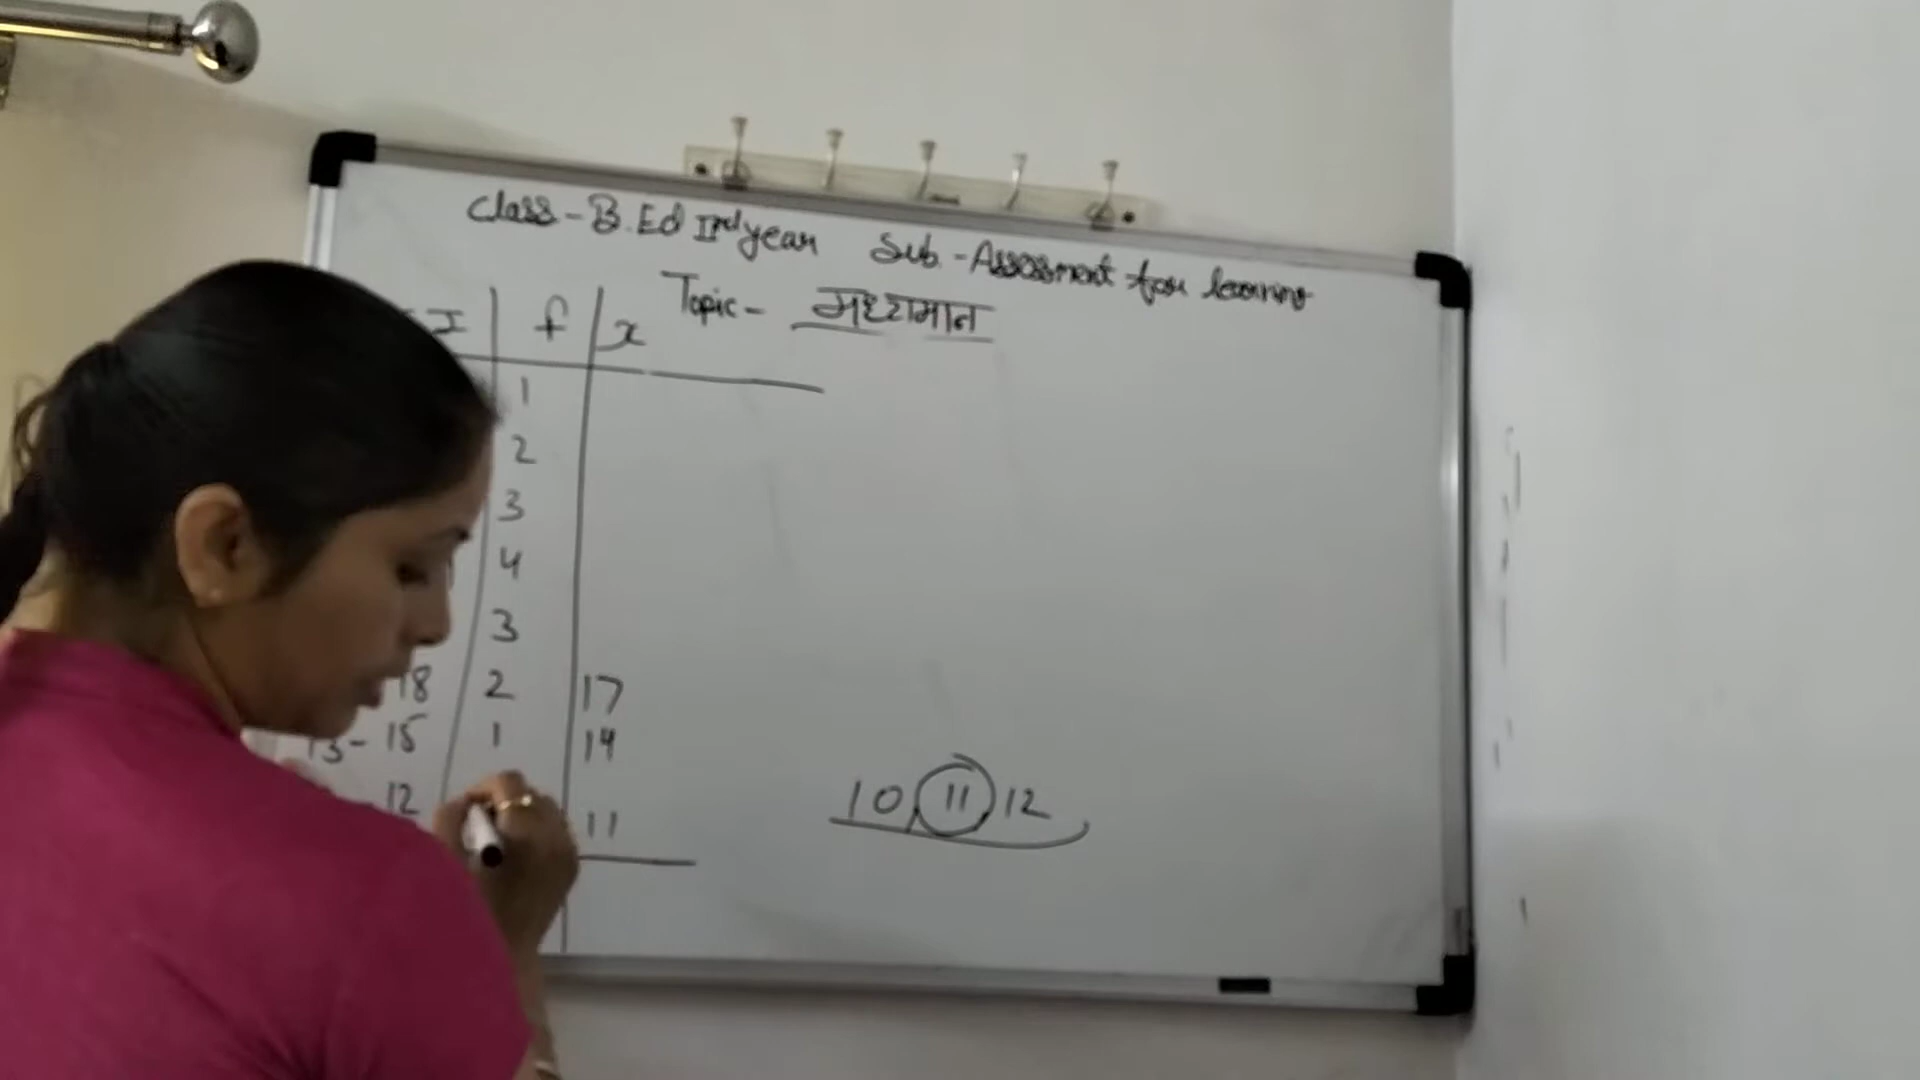 Class - B.Ed IInd year Sub. - Assessment for learning
Topic - मध्यमान
I f x
1
2
3
4
3
18 2 17
13 - 15 1 14
12 11
10, 11 12